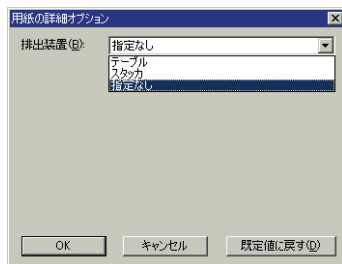 用紙の詳細オプション
排出装置(B): 指定なし
テーブル
スタッカ
指定なし
OK キャンセル 既定値に戻す(D)